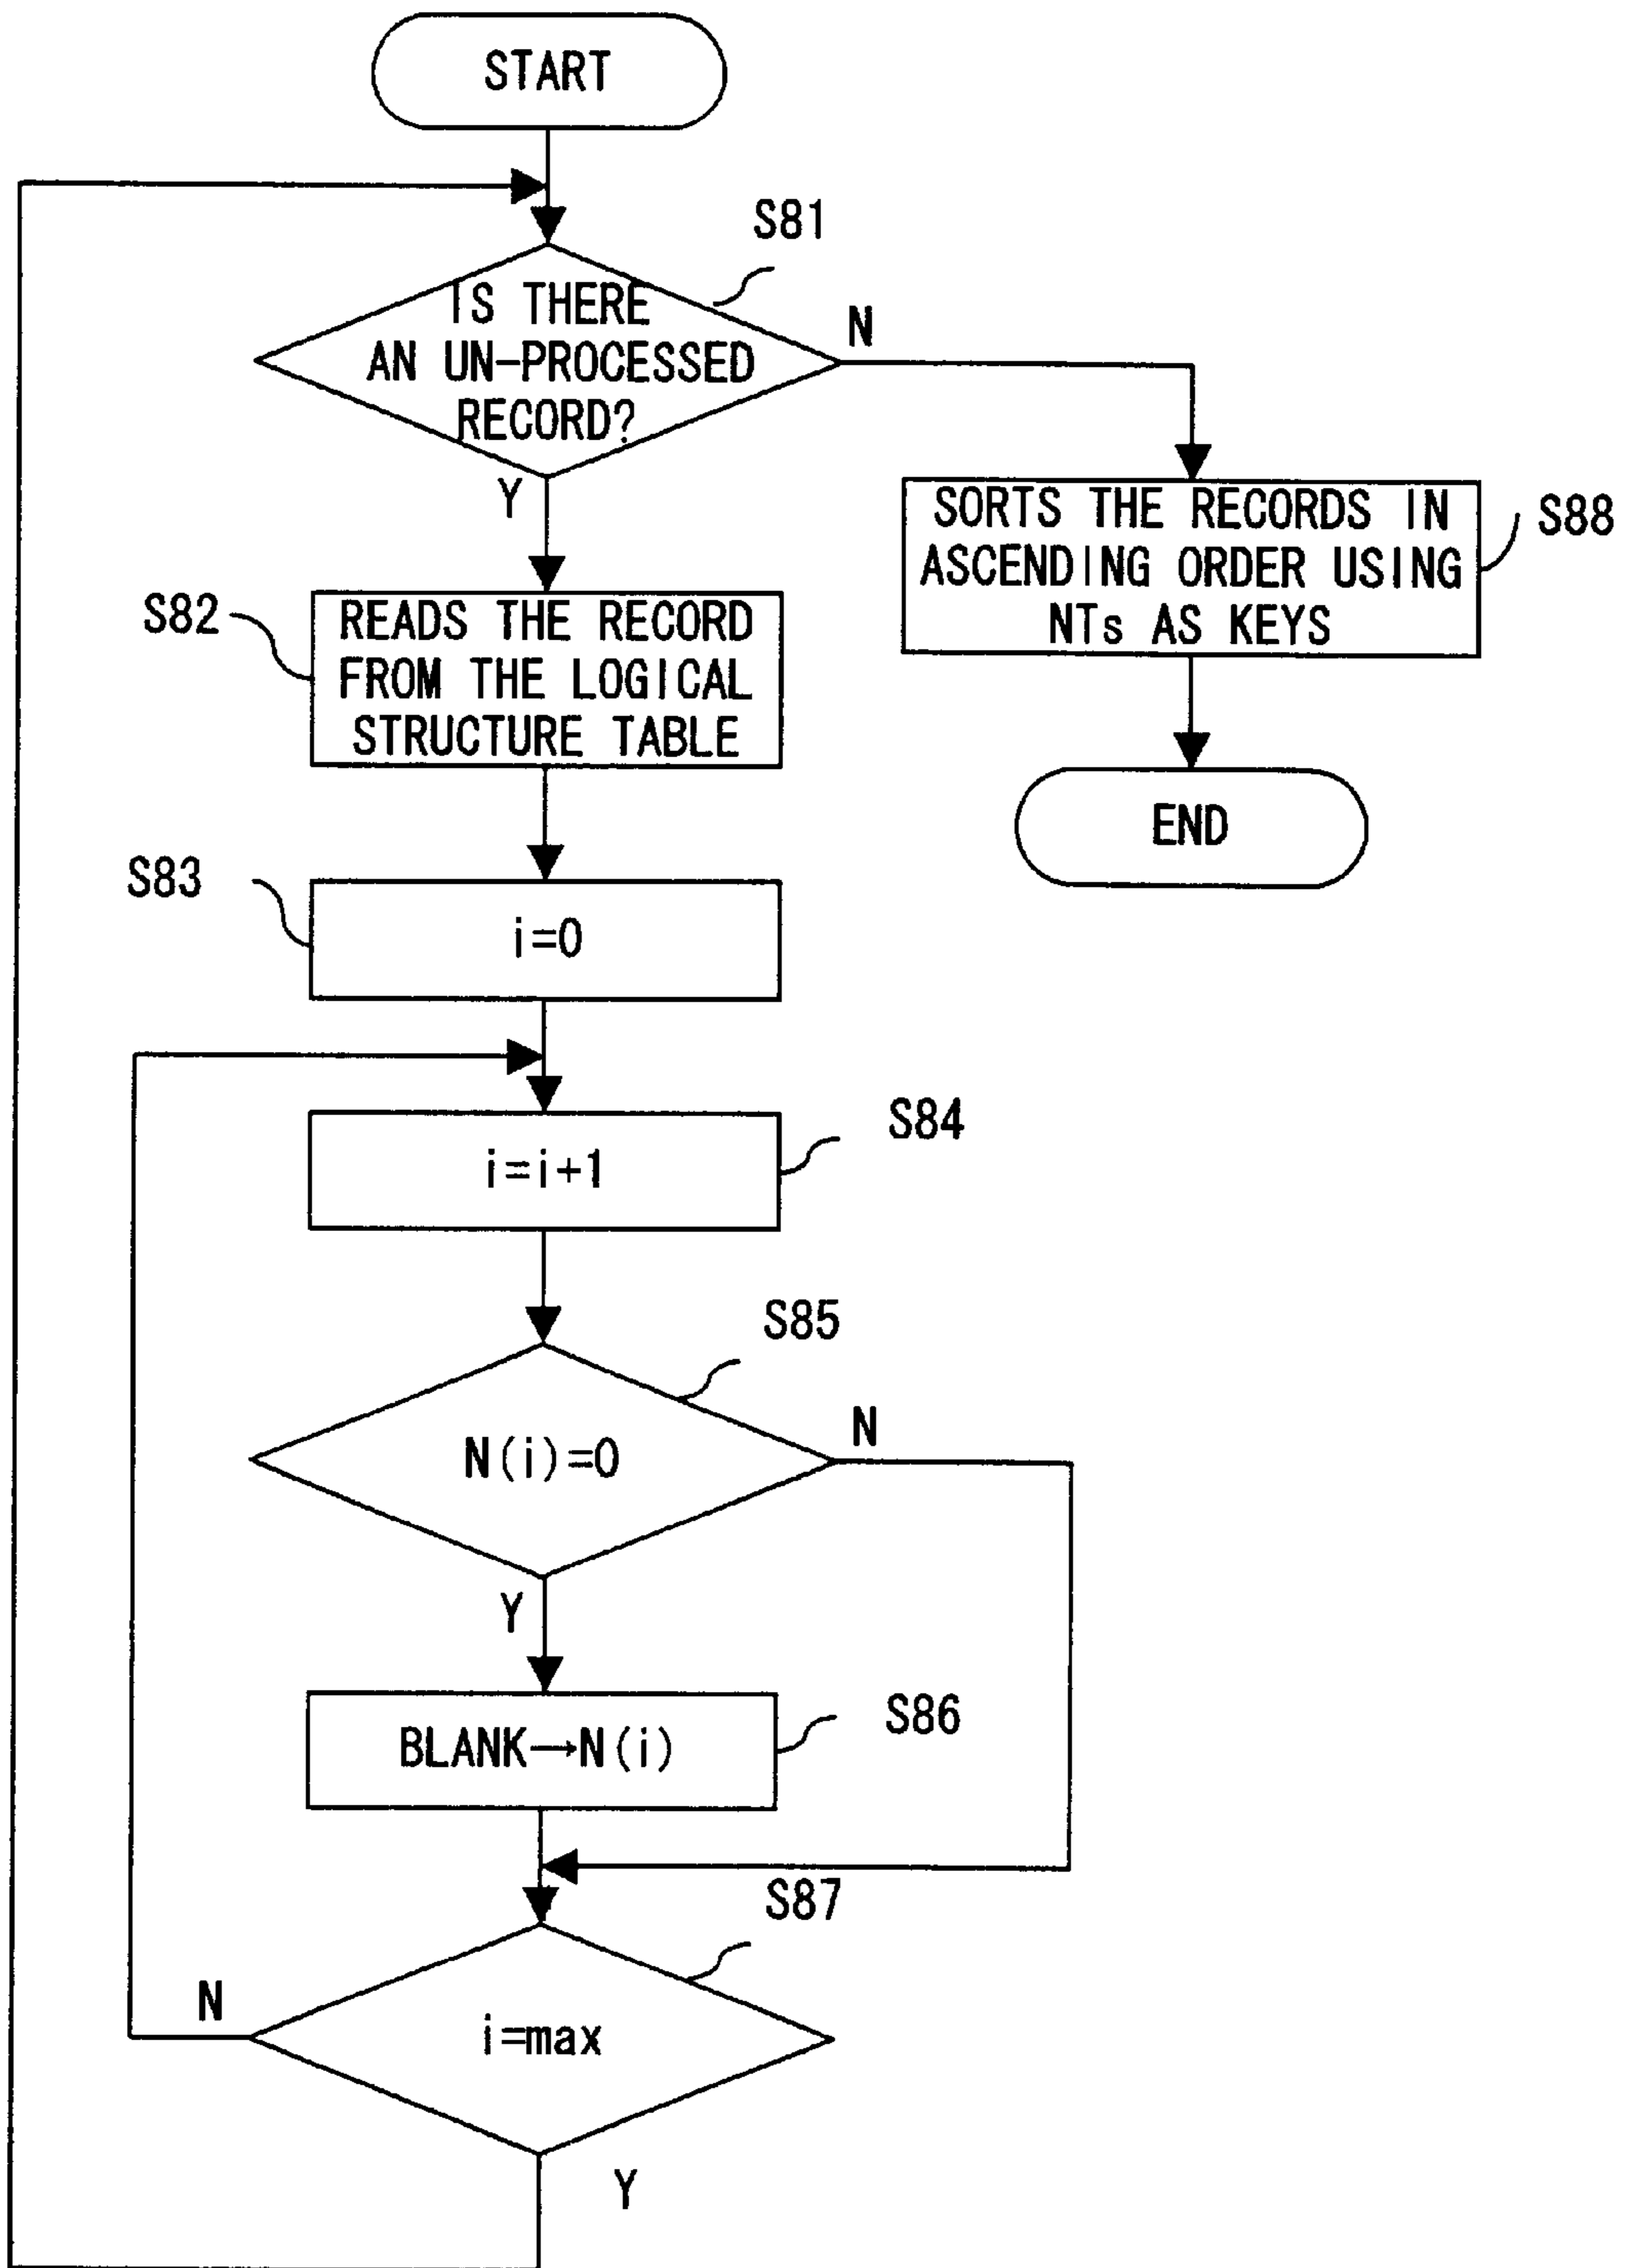 START
S81
IS THERE
AN UN-PROCESSED
RECORD?
N
Y
SORTS THE RECORDS IN
ASCENDING ORDER USING
NTs AS KEYS
S88
S82
READS THE RECORD
FROM THE LOGICAL
STRUCTURE TABLE
END
S83
i=0
S84
i=i+1
S85
N(i)=0
N
Y
S86
BLANK→N(i)
S87
N
i=max
Y